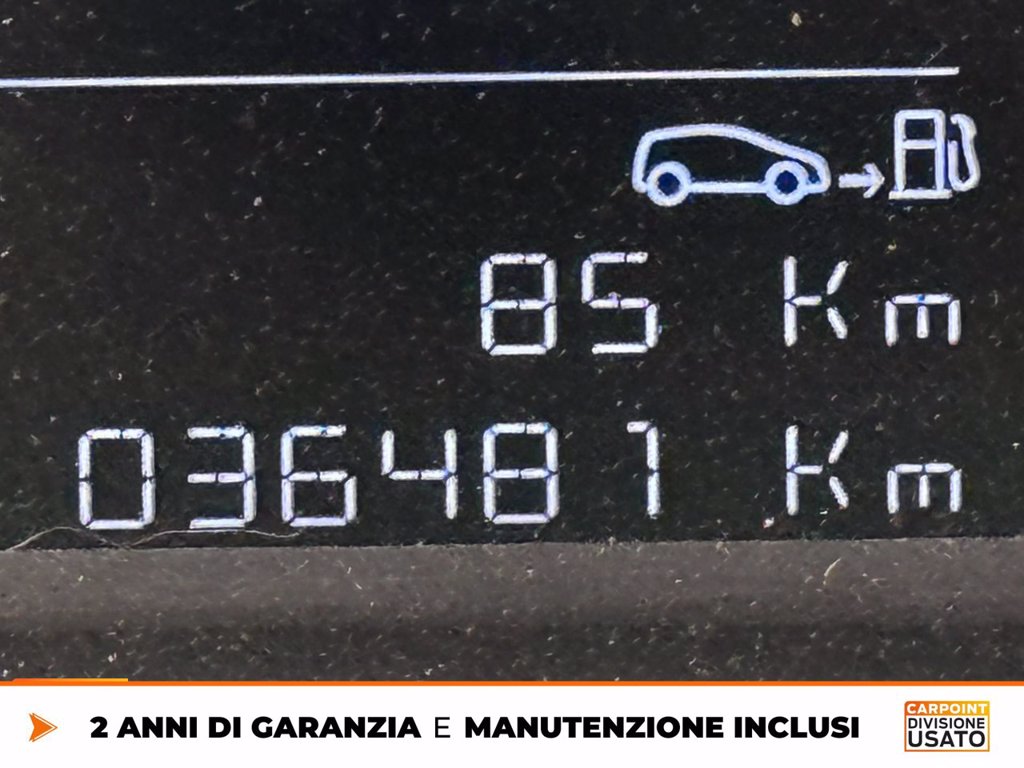 85 Km
036481 Km
2 ANNI DI GARANZIA E MANUTENZIONE INCLUSI
CARPOINT
DIVISIONE
USATO